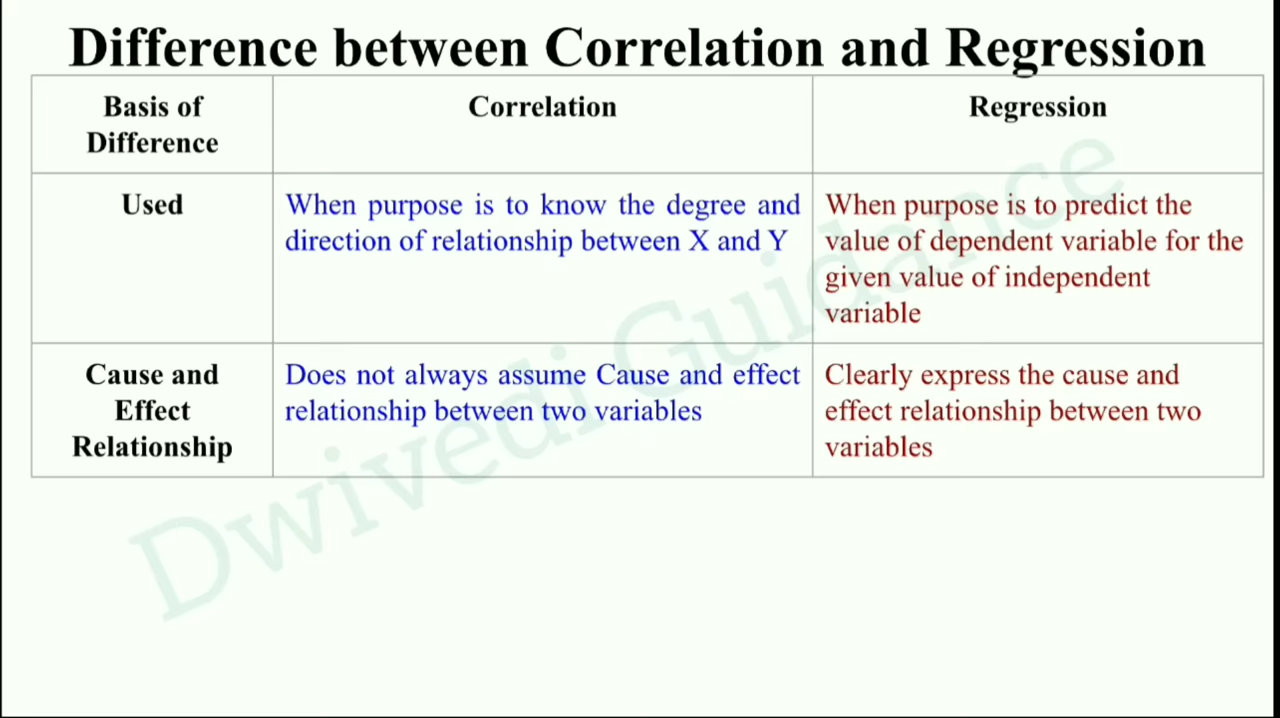 Difference between Correlation and Regression
Basis of
Difference
Correlation
Regression
Used
When purpose is to know the degree and
direction of relationship between X and Y
When purpose is to predict the
value of dependent variable for the
given value of independent
variable
Cause and
Effect
Relationship
Does not always assume Cause and effect
relationship between two variables
Clearly express the cause and
effect relationship between two
variables
Dwivedi Guidance